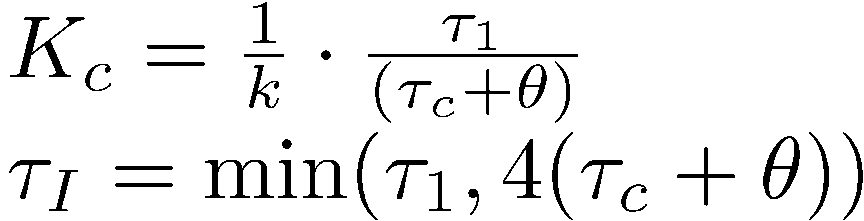 K_c = \frac{1}{k} \cdot \frac{\tau_1}{(\tau_c + \theta)}
\tau_I = \min(\tau_1, 4(\tau_c + \theta))